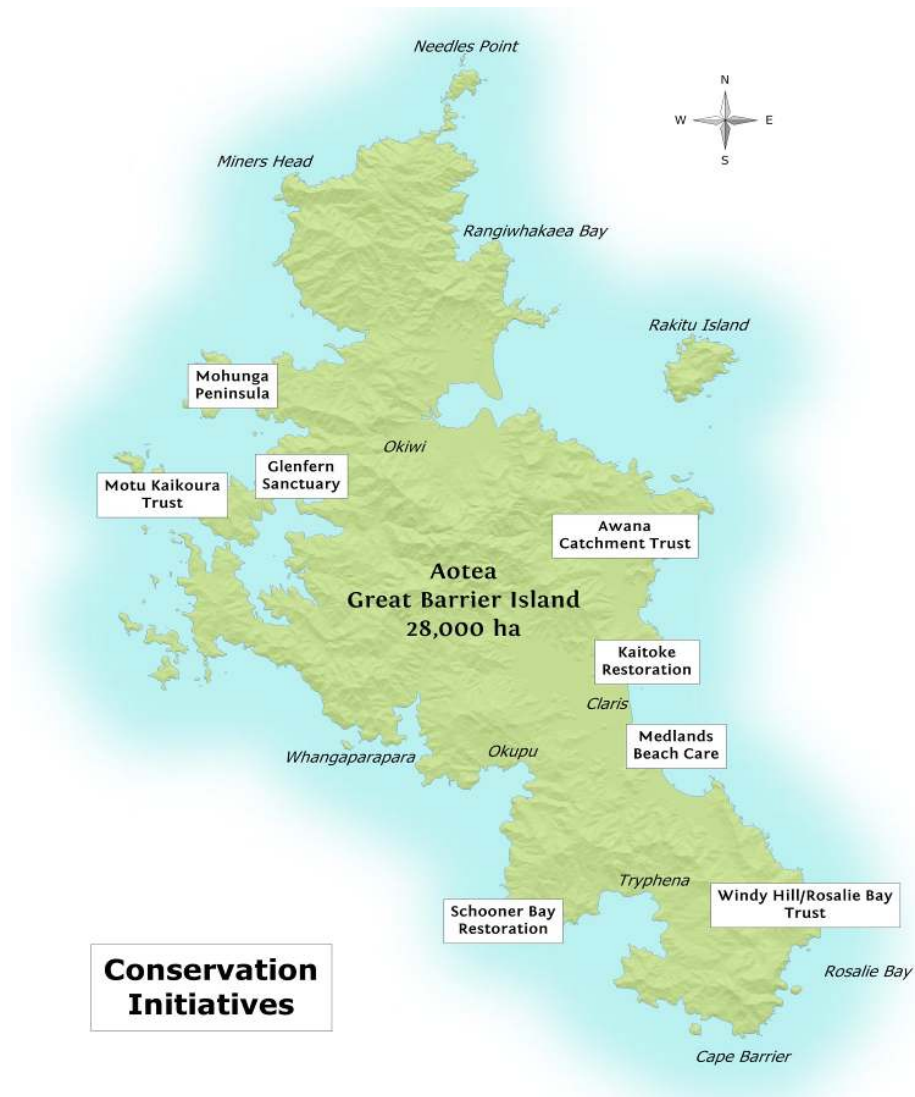 Needles Point
N
W
E
S
Miners Head
Rangiwhakaea Bay
Rakitu Island
Mohunga
Peninsula
Okiwi
Glenfern
Sanctuary
Motu Kaikoura
Trust
Awana
Catchment Trust
Aotea
Great Barrier Island
28,000 ha
Kaitoke
Restoration
Claris
Medlands
Beach Care
Whangaparapara
Okupu
Tryphena
Windy Hill/Rosalie Bay
Trust
Schooner Bay
Restoration
Conservation
Initiatives
Rosalie Bay
Cape Barrier